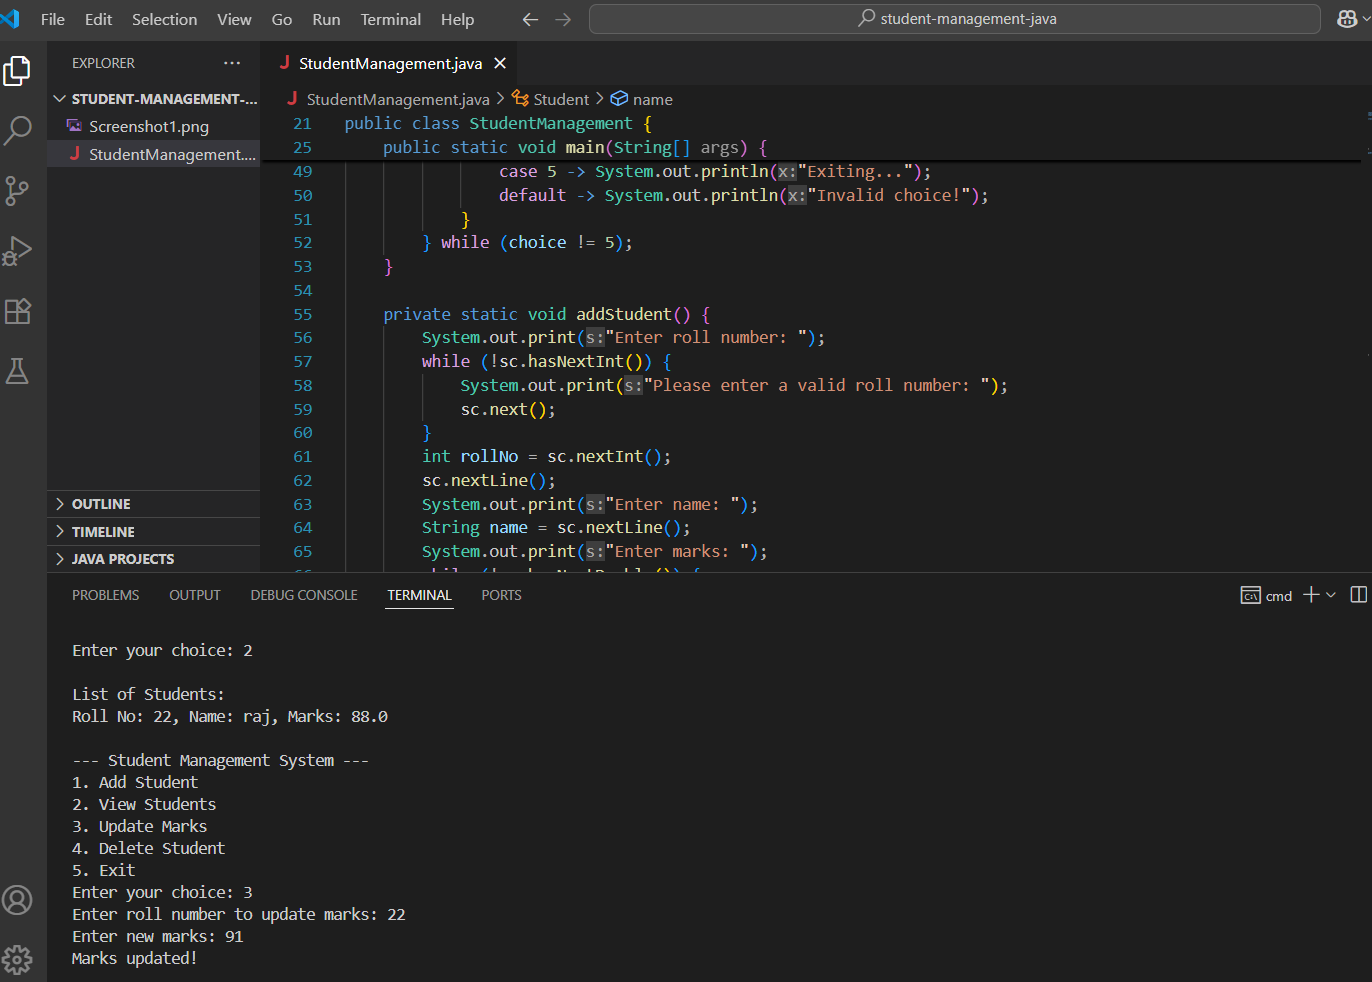 File Edit Selection View Go Run Terminal Help student-management-java
EXPLORER
STUDENT-MANAGEMENT-...
Screenshot1.png
StudentManagement....
OUTLINE
TIMELINE
JAVA PROJECTS
StudentManagement.java
StudentManagement.java > Student > name
21 public class StudentManagement {
25 public static void main(String[] args) {
49 case 5 -> System.out.println(x:"Exiting...");
50 default -> System.out.println(x:"Invalid choice!");
51 }
52 } while (choice != 5);
53 }
54
55 private static void addStudent() {
56 System.out.print(s:"Enter roll number: ");
57 while (!sc.hasNextInt()) {
58 System.out.print(s:"Please enter a valid roll number: ");
59 sc.next();
60 }
61 int rollNo = sc.nextInt();
62 sc.nextLine();
63 System.out.print(s:"Enter name: ");
64 String name = sc.nextLine();
65 System.out.print(s:"Enter marks: ");
PROBLEMS OUTPUT DEBUG CONSOLE TERMINAL PORTS cmd
Enter your choice: 2
List of Students:
Roll No: 22, Name: raj, Marks: 88.0
--- Student Management System ---
1. Add Student
2. View Students
3. Update Marks
4. Delete Student
5. Exit
Enter your choice: 3
Enter roll number to update marks: 22
Enter new marks: 91
Marks updated!